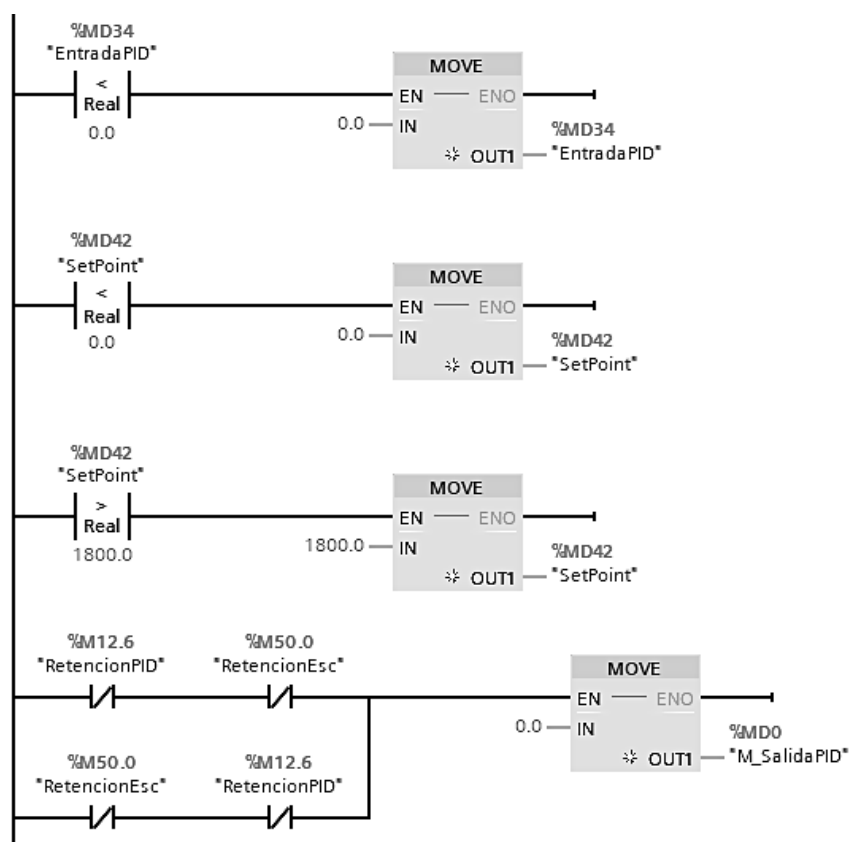 %MD34
"EntradaPID"
MOVE
<
Real
EN ENO
0.0
0.0 IN
%MD34
OUT1 "EntradaPID"
%MD42
"SetPoint"
MOVE
<
Real
EN ENO
0.0
0.0 IN
%MD42
OUT1 "SetPoint"
%MD42
"SetPoint"
MOVE
>
Real
EN ENO
1800.0
1800.0 IN
%MD42
OUT1 "SetPoint"
%M12.6 %M50.0
"RetencionPID" "RetencionEsc"
MOVE
EN ENO
0.0 IN
%MD0
OUT1 "M_SalidaPID"
%M50.0 %M12.6
"RetencionEsc" "RetencionPID"